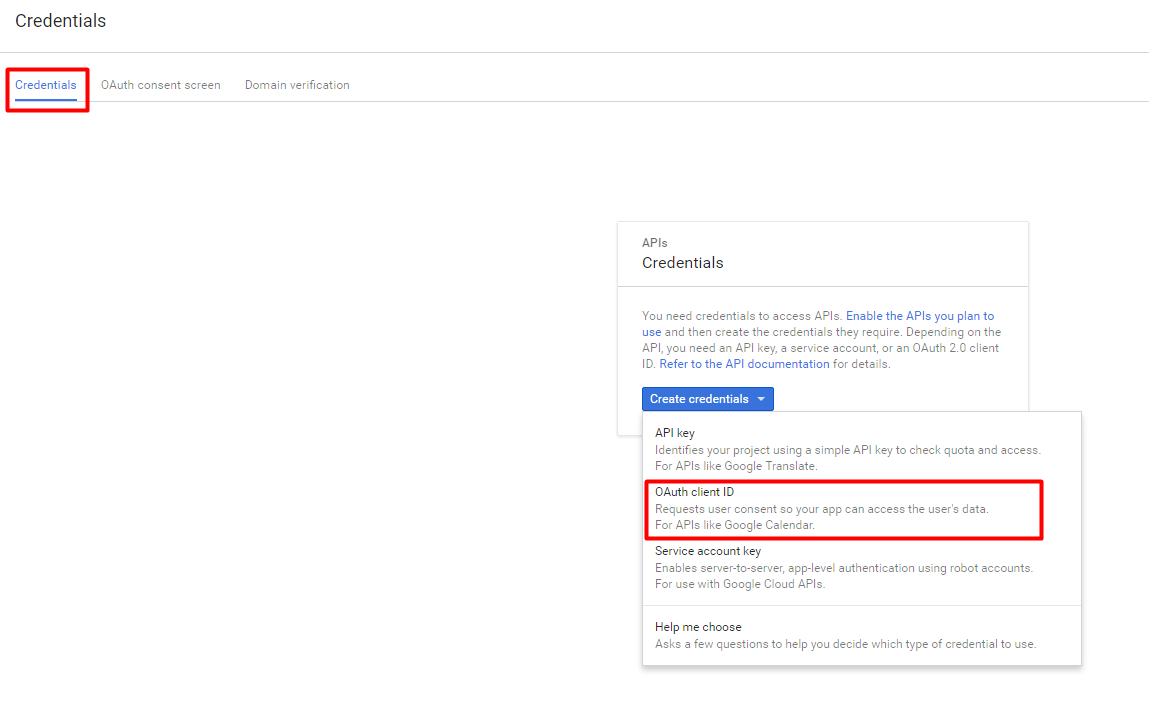 Credentials
Credentials
OAuth consent screen
Domain verification
APIs
Credentials
You need credentials to access APIs. Enable the APIs you plan to
use and then create the credentials they require. Depending on the
API, you need an API key, a service account, or an OAuth 2.0 client
ID. Refer to the API documentation for details.
Create credentials
API key
Identifies your project using a simple API key to check quota and access.
For APIs like Google Translate.
OAuth client ID
Requests user consent so your app can access the user's data.
For APIs like Google Calendar.
Service account key
Enables server-to-server, app-level authentication using robot accounts.
For use with Google Cloud APIs.
Help me choose
Asks a few questions to help you decide which type of credential to use.